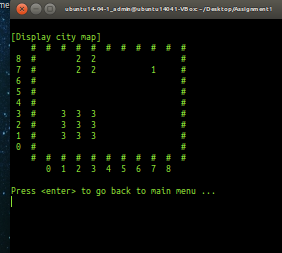 ubuntu14-04-1_admin@ubuntu14041-VBox: ~/Desktop/Assignment1
[Display city map]
    #  #  #  #  #  #  #  #  #  #  #
 8  #        2  2                 #
 7  #        2  2           1     #
 6  #                             #
 5  #                             #
 4  #                             #
 3  #     3  3  3                 #
 2  #     3  3  3                 #
 1  #     3  3  3                 #
 0  #                             #
    #  #  #  #  #  #  #  #  #  #  #
       0  1  2  3  4  5  6  7  8
Press <enter> to go back to main menu ...